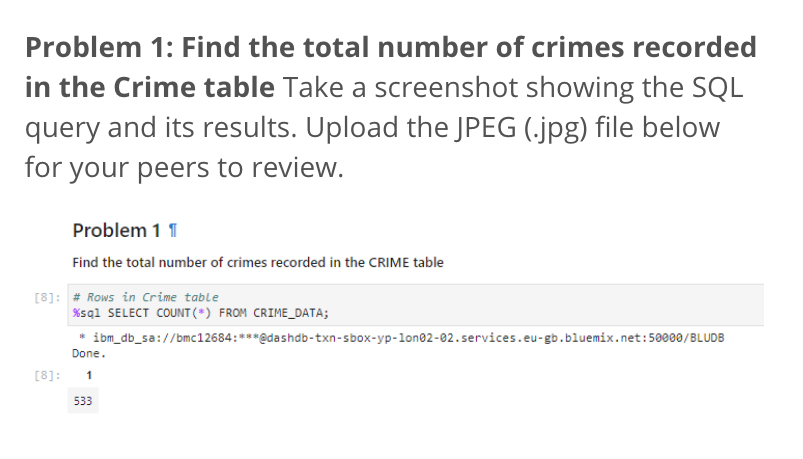 Problem 1: Find the total number of crimes recorded
in the Crime table Take a screenshot showing the SQL
query and its results. Upload the JPEG (.jpg) file below
for your peers to review.
Problem 1 ¶
Find the total number of crimes recorded in the CRIME table
[8]: # Rows in Crime table
%sql SELECT COUNT(*) FROM CRIME_DATA;
* ibm_db_sa://bmc12684:***@dashdb-txn-sbox-yp-lon02-02.services.eu-gb.bluemix.net:50000/BLUDB
Done.
[8]: 1
533